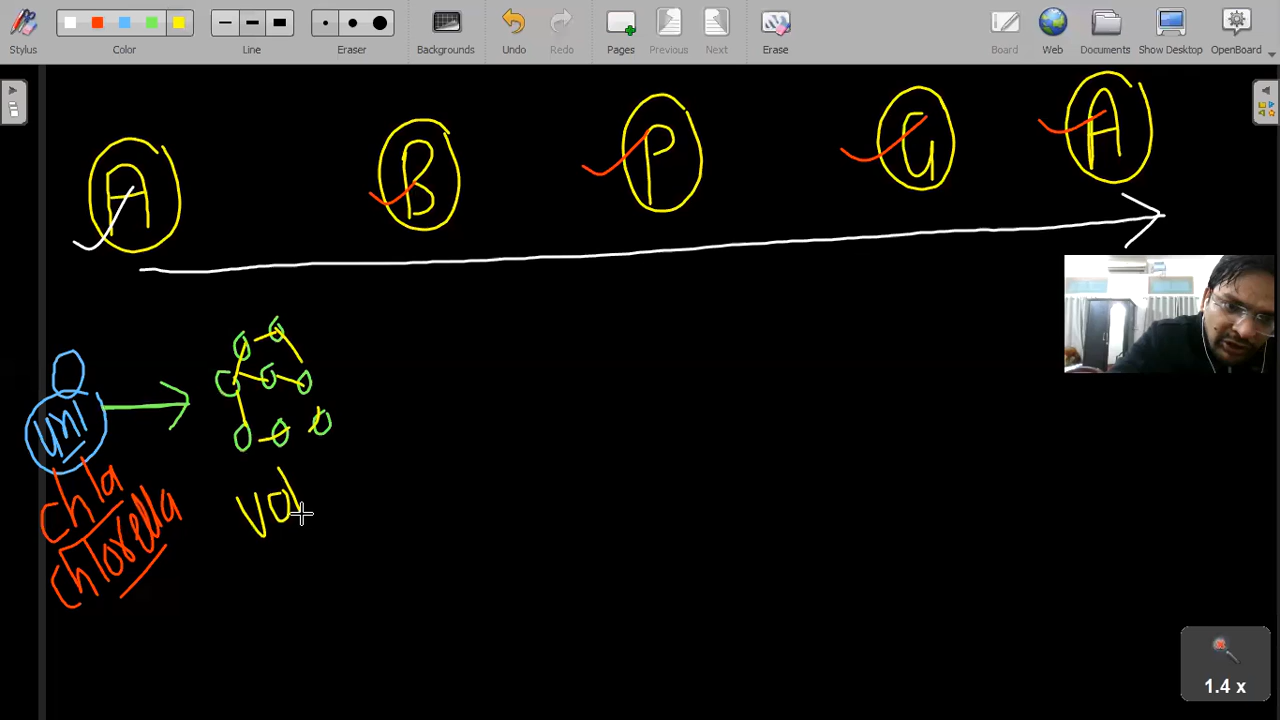 Stylus Color Line Eraser Backgrounds Undo Redo Pages Previous Next Erase Board Web Documents Show Desktop OpenBoard
A B P G A
uni
chla
chlorella
vol
1.4 x